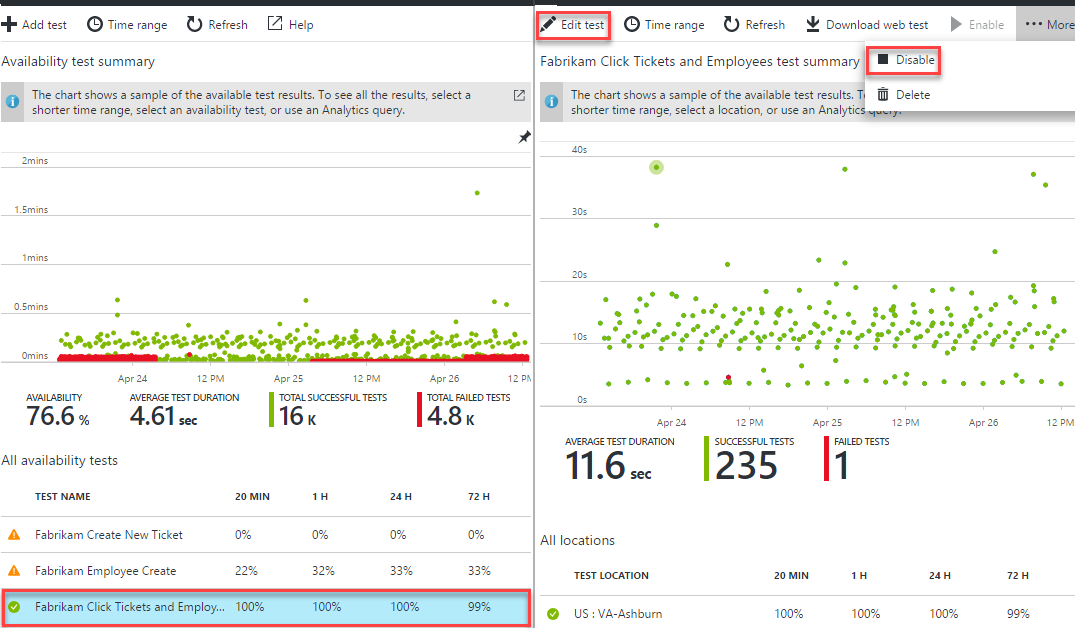 Add test Time range Refresh Help
Availability test summary
The chart shows a sample of the available test results. To see all the results, select a
shorter time range, select an availability test, or use an Analytics query.
2mins
1.5mins
1mins
0.5mins
0mins
Apr 24 12 PM Apr 25 12 PM Apr 26 12 PM
AVAILABILITY AVERAGE TEST DURATION TOTAL SUCCESSFUL TESTS TOTAL FAILED TESTS
76.6 % 4.61 sec 16 K 4.8 K
All availability tests
TEST NAME 20 MIN 1 H 24 H 72 H
Fabrikam Create New Ticket 0% 0% 0% 0%
Fabrikam Employee Create 22% 32% 33% 33%
Fabrikam Click Tickets and Employ... 100% 100% 100% 99%
Edit test Time range Refresh Download web test Enable More
Disable
Delete
Fabrikam Click Tickets and Employees test summary
The chart shows a sample of the available test results. To
shorter time range, select a location, or use an Analytics query.
40s
30s
20s
10s
0s
Apr 24 12 PM Apr 25 12 PM Apr 26 12 PM
AVERAGE TEST DURATION SUCCESSFUL TESTS FAILED TESTS
11.6 sec 235 1
All locations
TEST LOCATION 20 MIN 1 H 24 H 72 H
US : VA-Ashburn 100% 100% 100% 99%